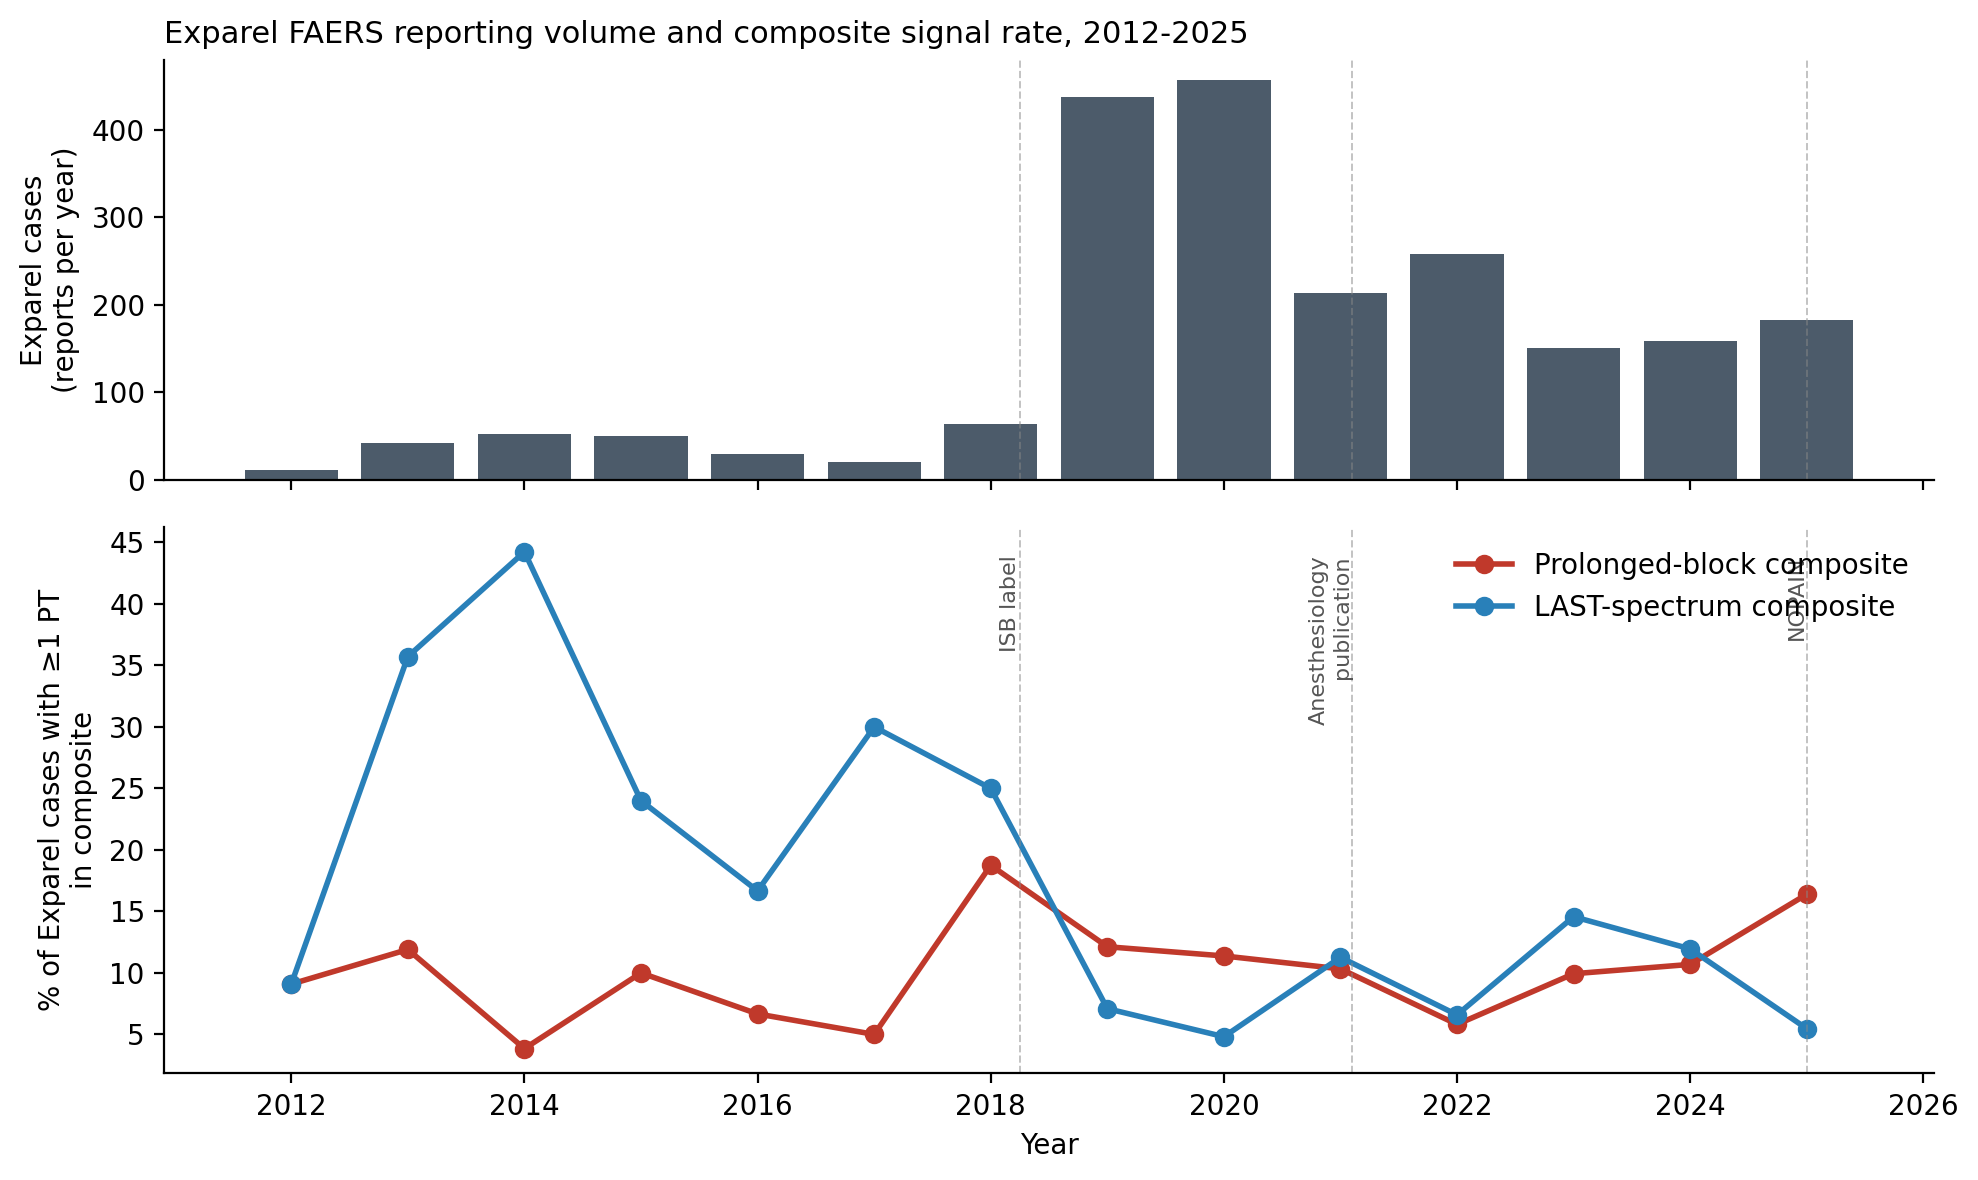 Exparel FAERS reporting volume and composite signal rate, 2012-2025
Exparel cases
(reports per year)
400
300
200
100
0
% of Exparel cases with ≥1 PT
in composite
45
40
35
30
25
20
15
10
5
ISB label
Anesthesiology
publication
NOPAIN
Prolonged-block composite
LAST-spectrum composite
2012
2014
2016
2018
2020
2022
2024
2026
Year